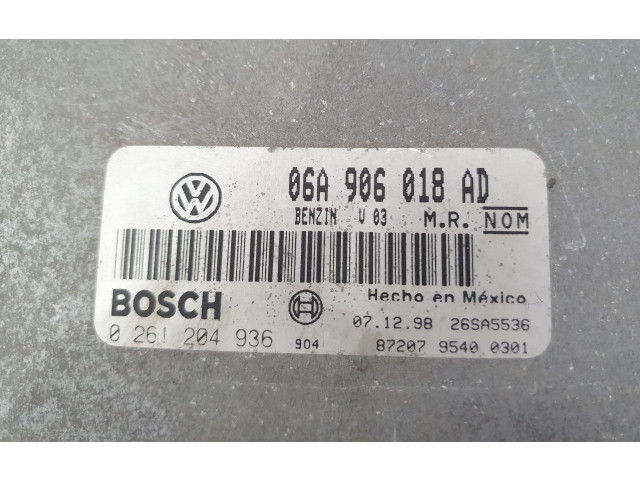 06A 906 018 AD
BENZIN V 03 M.R. NOM
BOSCH
Hecho en México
0 261 204 936
904
07.12.98 26SA5536
87207 9540 0301